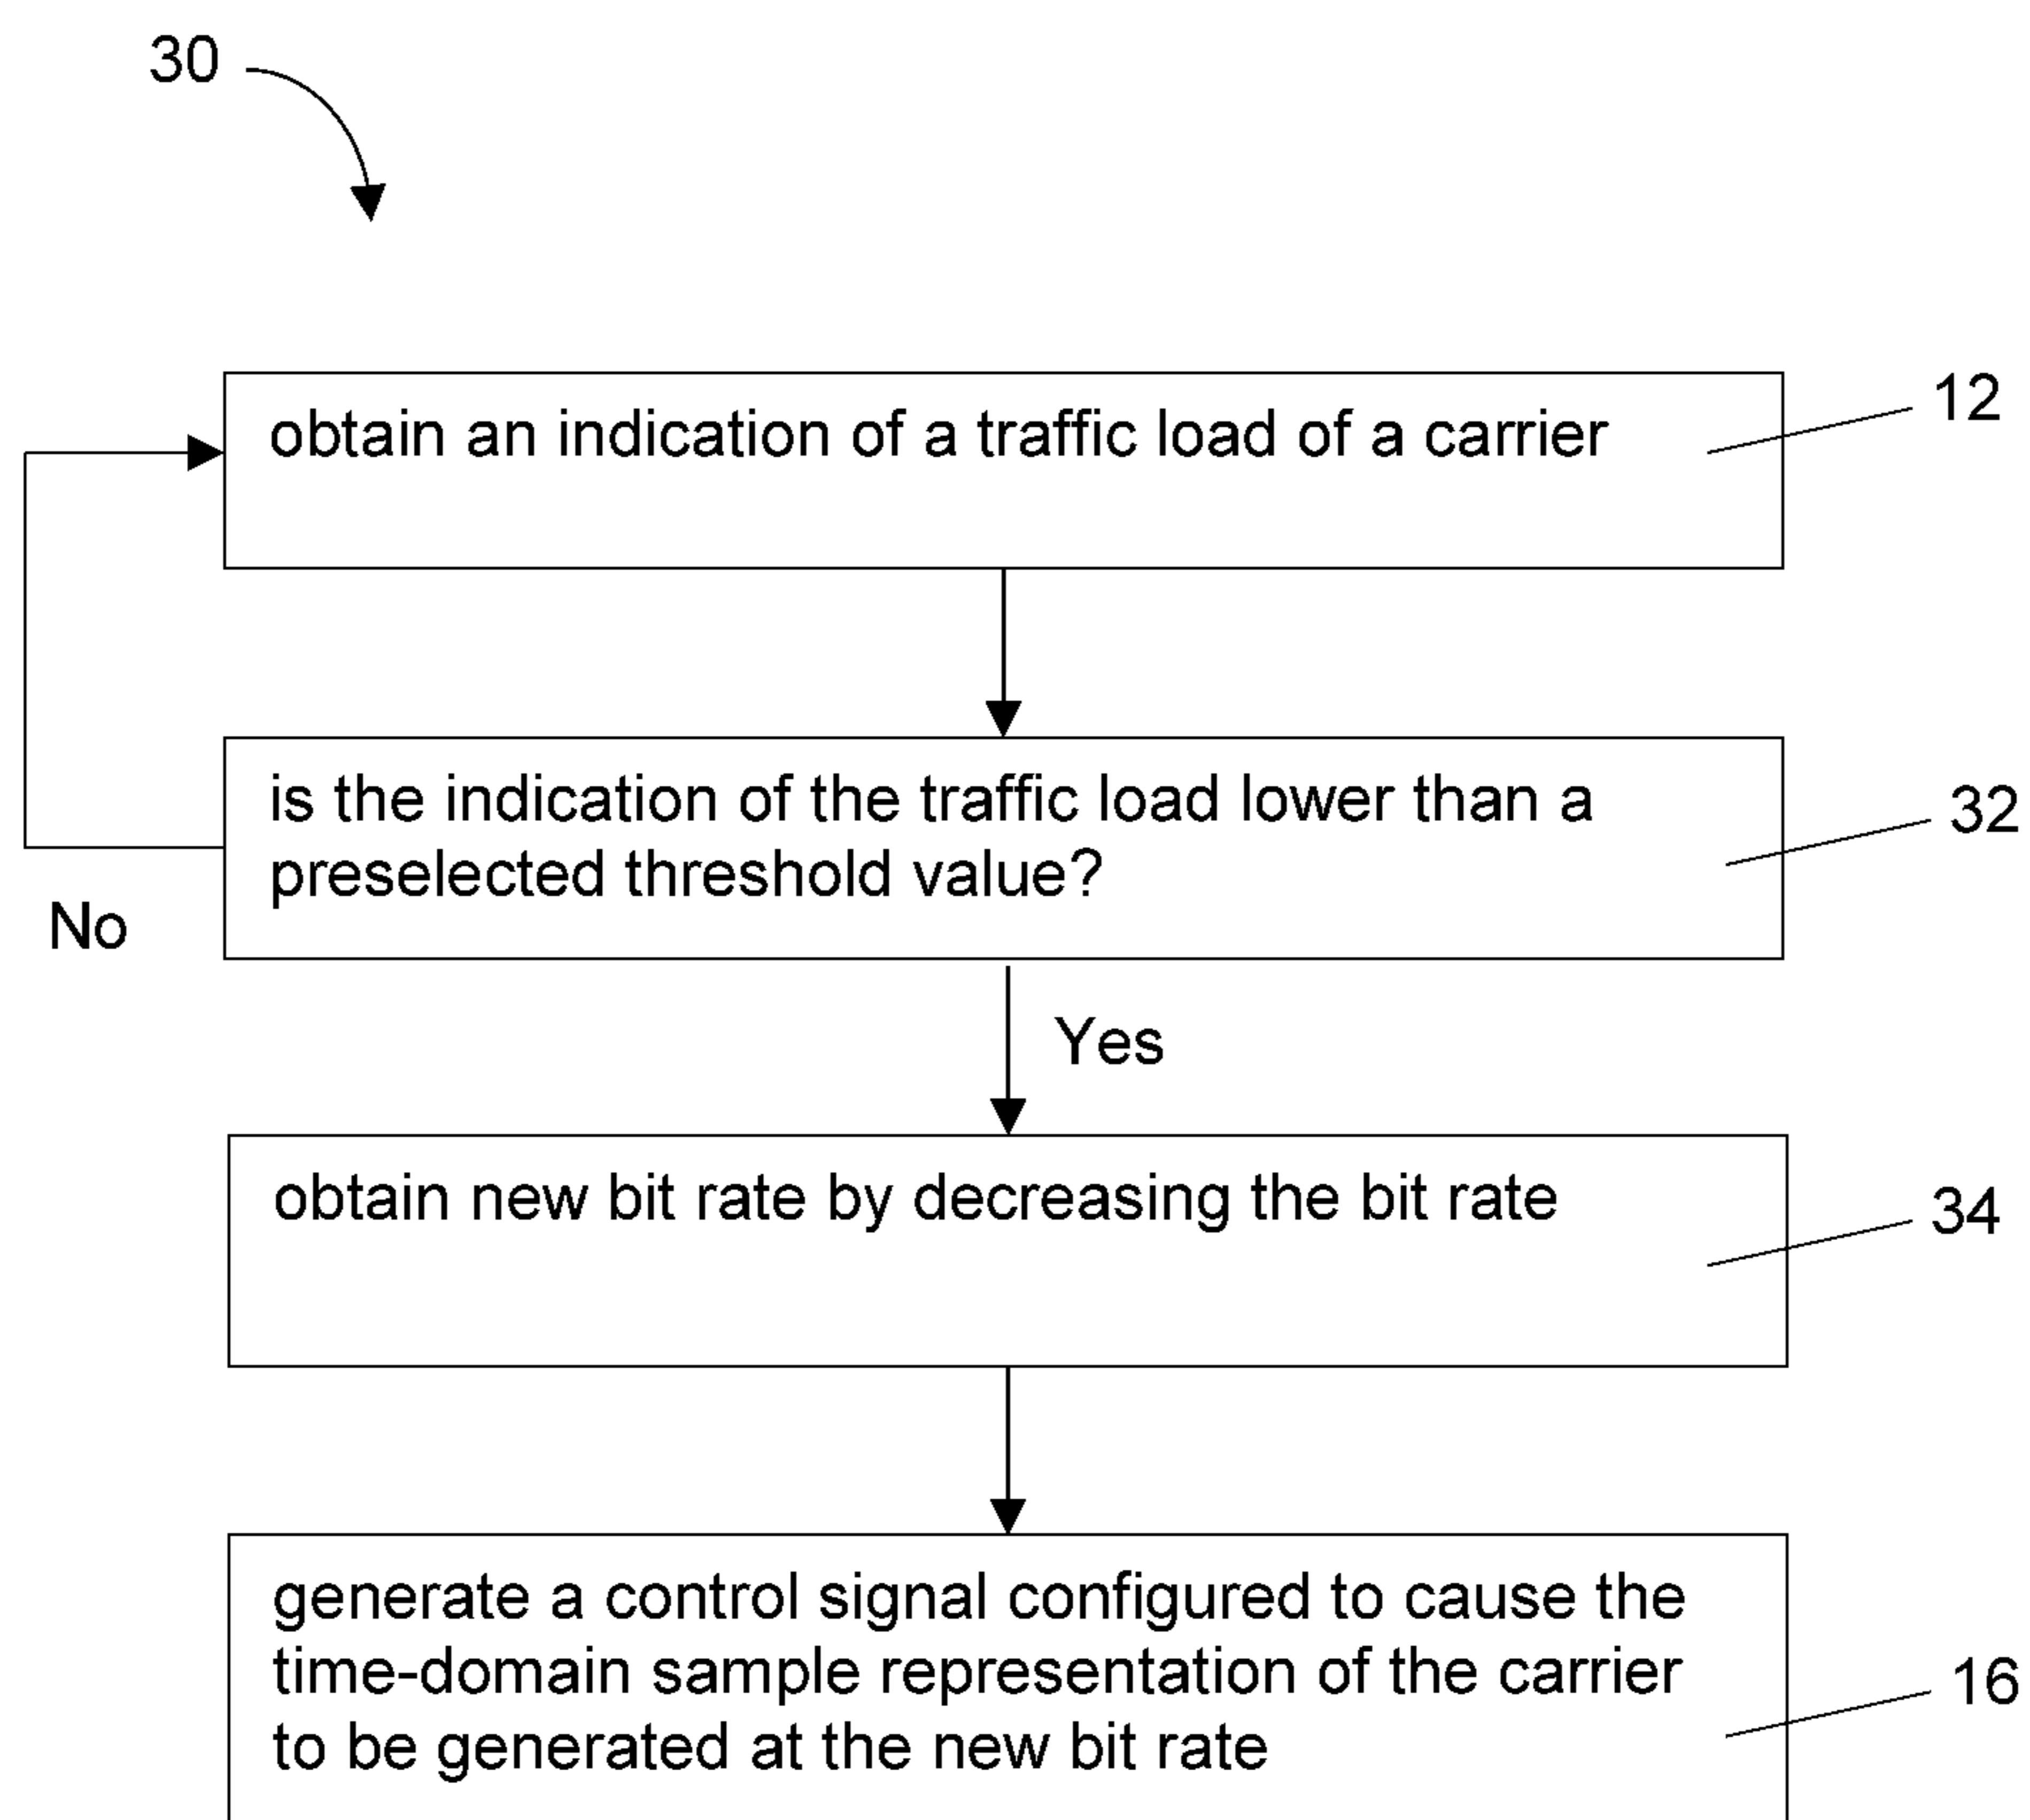 30
obtain an indication of a traffic load of a carrier
12
is the indication of the traffic load lower than a
preselected threshold value?
32
No
Yes
obtain new bit rate by decreasing the bit rate
34
generate a control signal configured to cause the
time-domain sample representation of the carrier
to be generated at the new bit rate
16